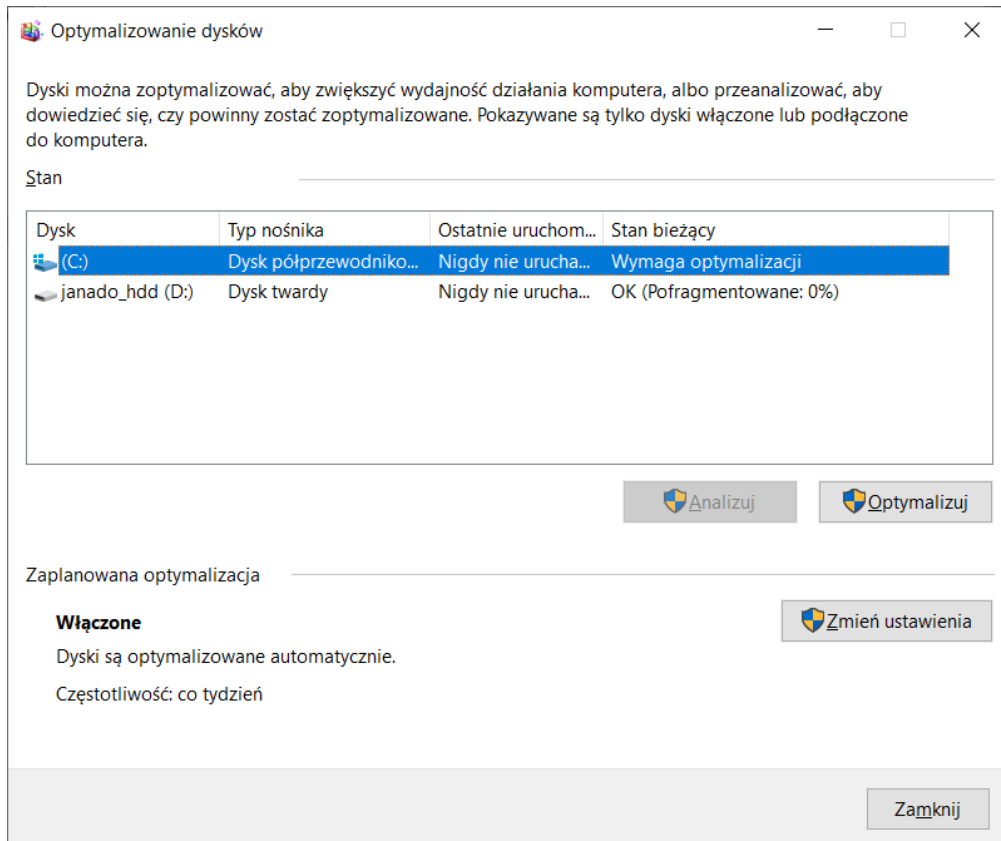 Optymalizowanie dysków
Dyski można zoptymalizować, aby zwiększyć wydajność działania komputera, albo przeanalizować, aby
dowiedzieć się, czy powinny zostać zoptymalizowane. Pokazywane są tylko dyski włączone lub podłączone
do komputera.
Stan
Dysk Typ nośnika Ostatnie uruchom... Stan bieżący
(C:) Dysk półprzewodniko... Nigdy nie urucha... Wymaga optymalizacji
janado_hdd (D:) Dysk twardy Nigdy nie urucha... OK (Pofragmentowane: 0%)
Analizuj Optymalizuj
Zaplanowana optymalizacja
Włączone Zmień ustawienia
Dyski są optymalizowane automatycznie.
Częstotliwość: co tydzień
Zamknij